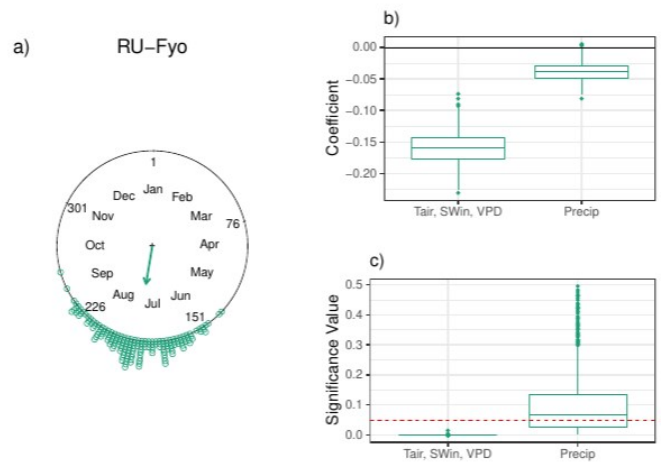 a)
RU−Fyo
1
Dec Jan Feb
301 Nov Mar 76
Oct Apr
Sep May
Aug Jul Jun
226 151
b)
Coefficient
0.00
−0.05
−0.10
−0.15
−0.20
Tair, SWin, VPD Precip
c)
Significance Value
0.5
0.4
0.3
0.2
0.1
0.0
Tair, SWin, VPD Precip